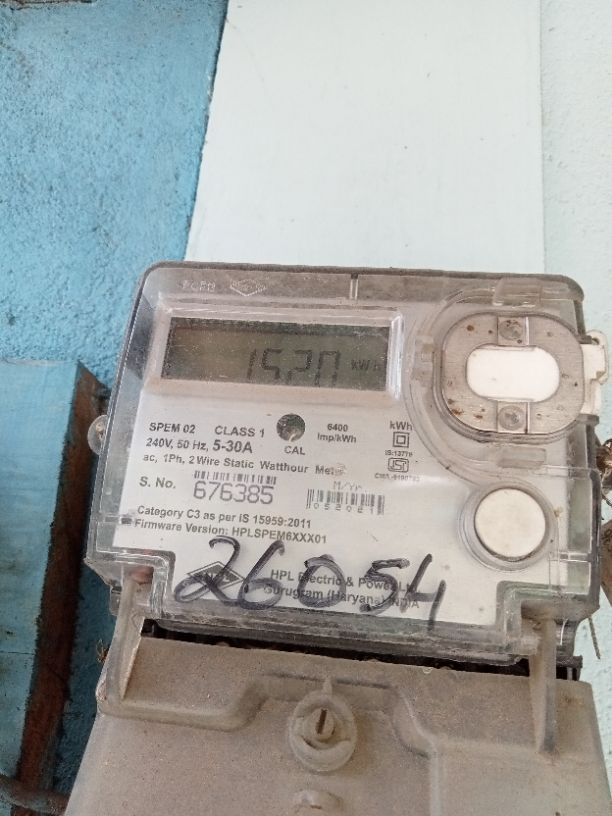 kWh
SPEM 02 CLASS 1 6400 kWh
240V, 50 Hz, 5-30A CAL Imp/kWh
ac, 1Ph, 2 Wire Static Watthour Meter
S. No. 676385 M/Yr
052021
Category C3 as per IS 15959:2011
Firmware Version: HPLSPEM6XXX01
HPL Electric & Power
Gurugram (Haryana) INDIA
26054